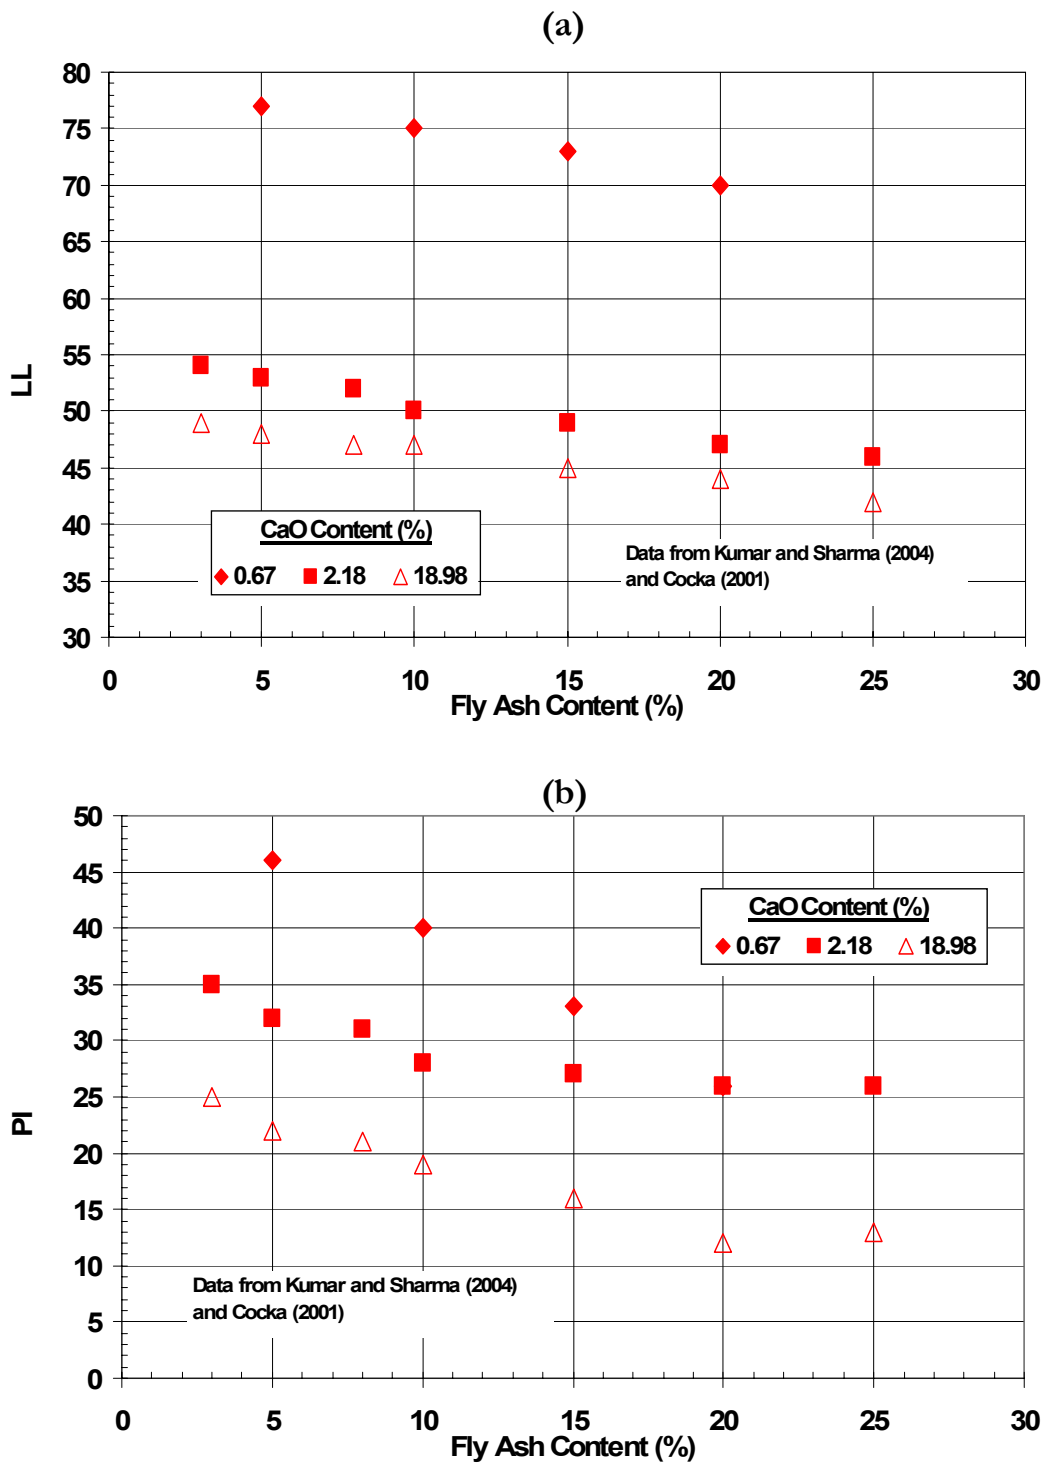 (a)
80
75
70
65
60
55
50
45
40
35
30
LL
CaO Content (%)
0.67 2.18 18.98
Data from Kumar and Sharma (2004)
and Cocka (2001)
0 5 10 15 20 25 30
Fly Ash Content (%)
(b)
50
45
40
35
30
25
20
15
10
5
0
PI
CaO Content (%)
0.67 2.18 18.98
Data from Kumar and Sharma (2004)
and Cocka (2001)
0 5 10 15 20 25 30
Fly Ash Content (%)